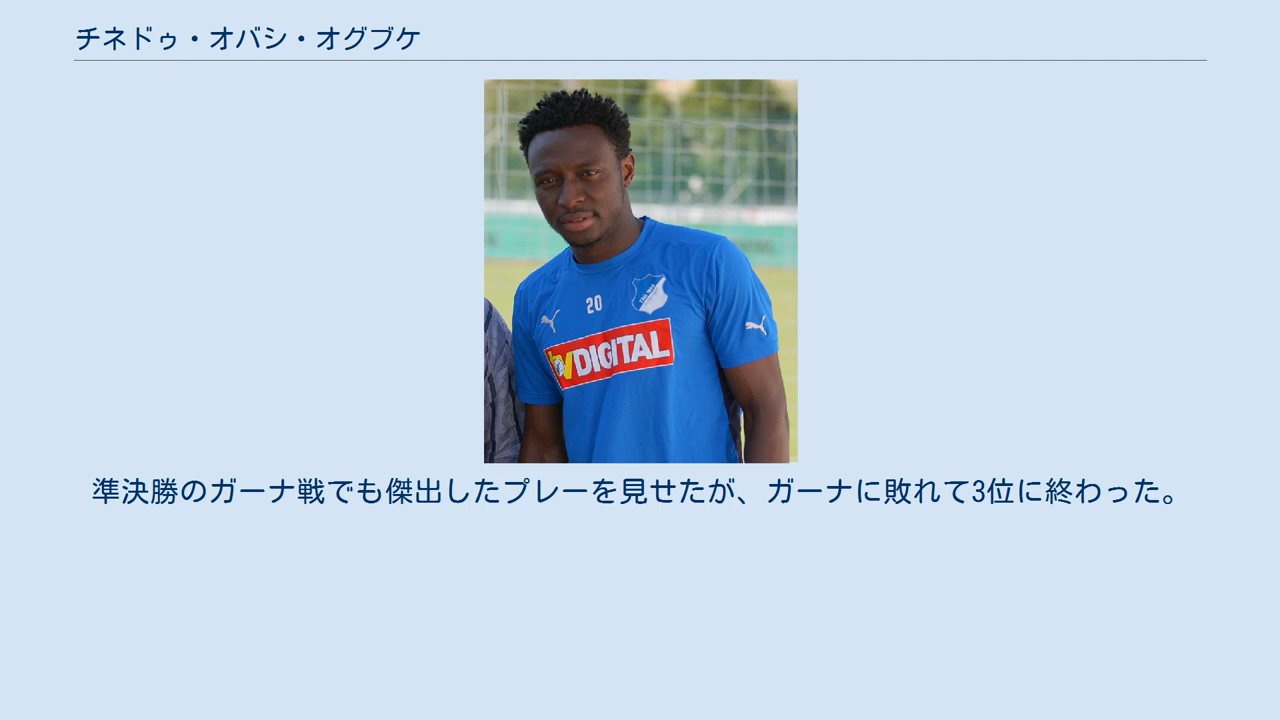 チネドゥ・オバシ・オグブケ
20
DIGITAL
準決勝のガーナ戦でも傑出したプレーを見せたが、ガーナに敗れて3位に終わった。